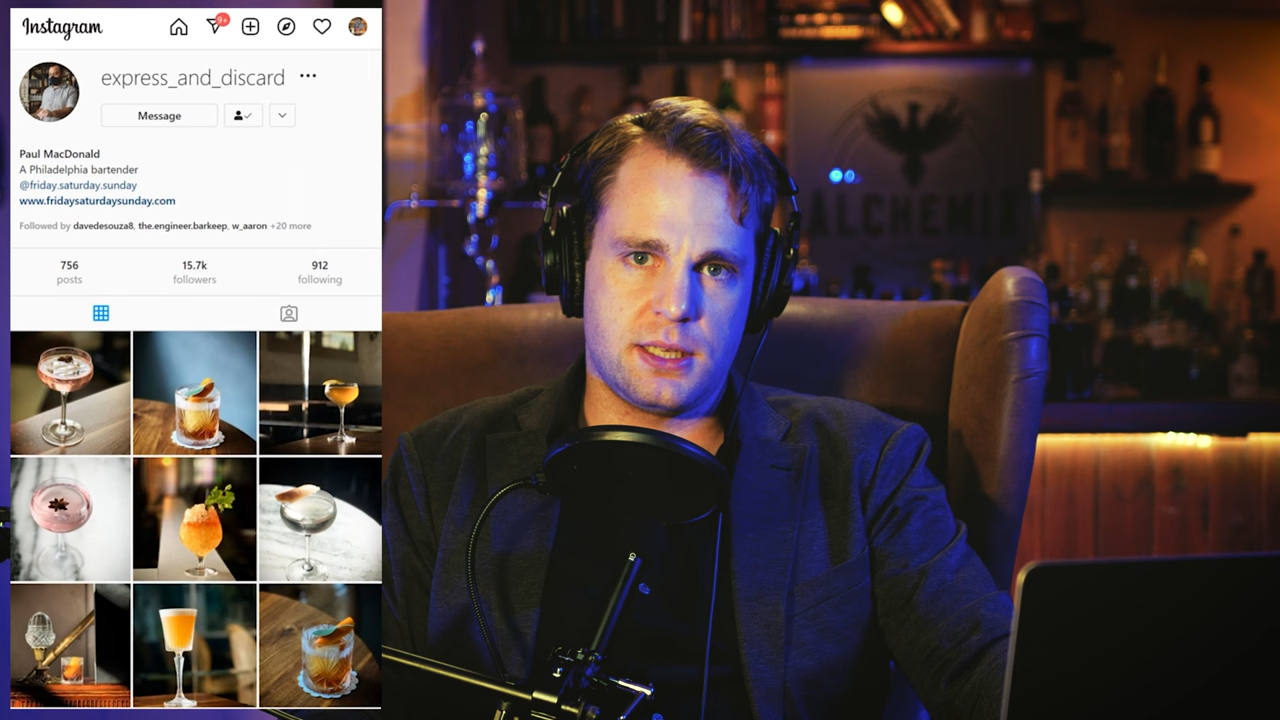 Instagram
9+
express_and_discard
Message
Paul MacDonald
A Philadelphia bartender
@friday.saturday.sunday
www.fridaysaturdaysunday.com
Followed by davedesouza8, the.engineer.barkeep, w_aaron +20 more
756 15.7k 912
posts followers following
ALCHEMIS